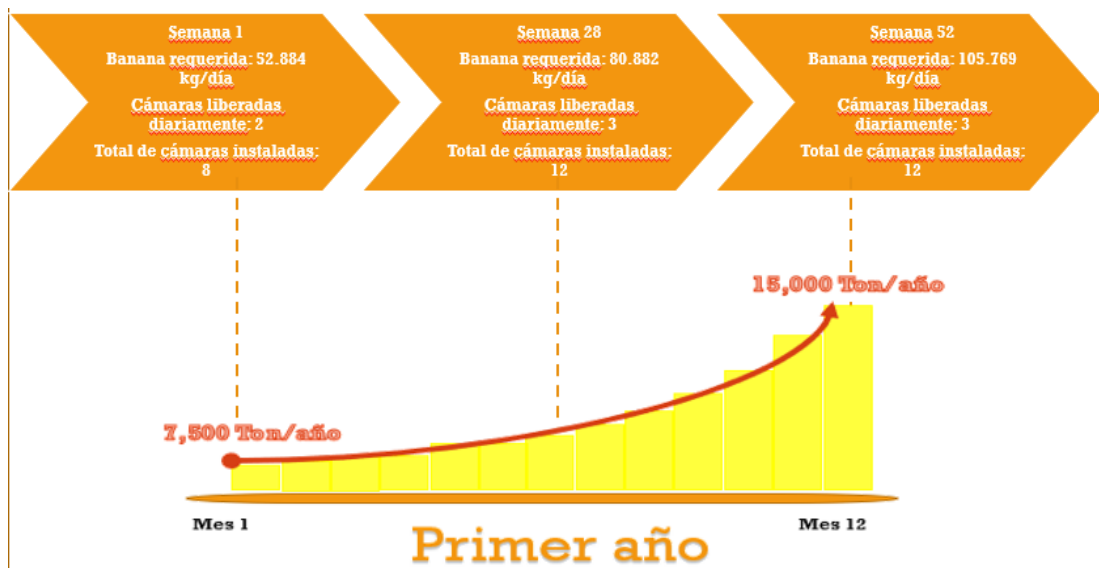 Semana 1
Banana requerida: 52.884
kg/día
Cámaras liberadas
diariamente: 2
Total de cámaras instaladas:
8
Semana 28
Banana requerida: 80.882
kg/día
Cámaras liberadas
diariamente: 3
Total de cámaras instaladas:
12
Semana 52
Banana requerida: 105.769
kg/día
Cámaras liberadas
diariamente: 3
Total de cámaras instaladas:
12
15,000 Ton/año
7,500 Ton/año
Mes 1
Mes 12
Primer año